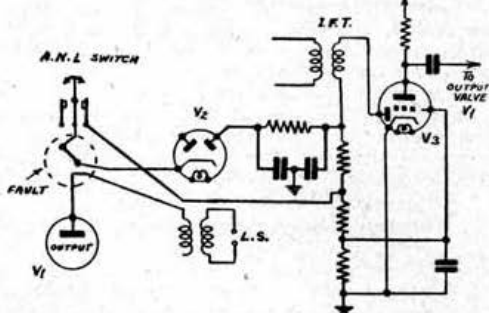 I.F.T.
A.N.L SWITCH
To
OUTPUT
VALVE
V1
V2
V3
FAULT
L.S.
OUTPUT
V1